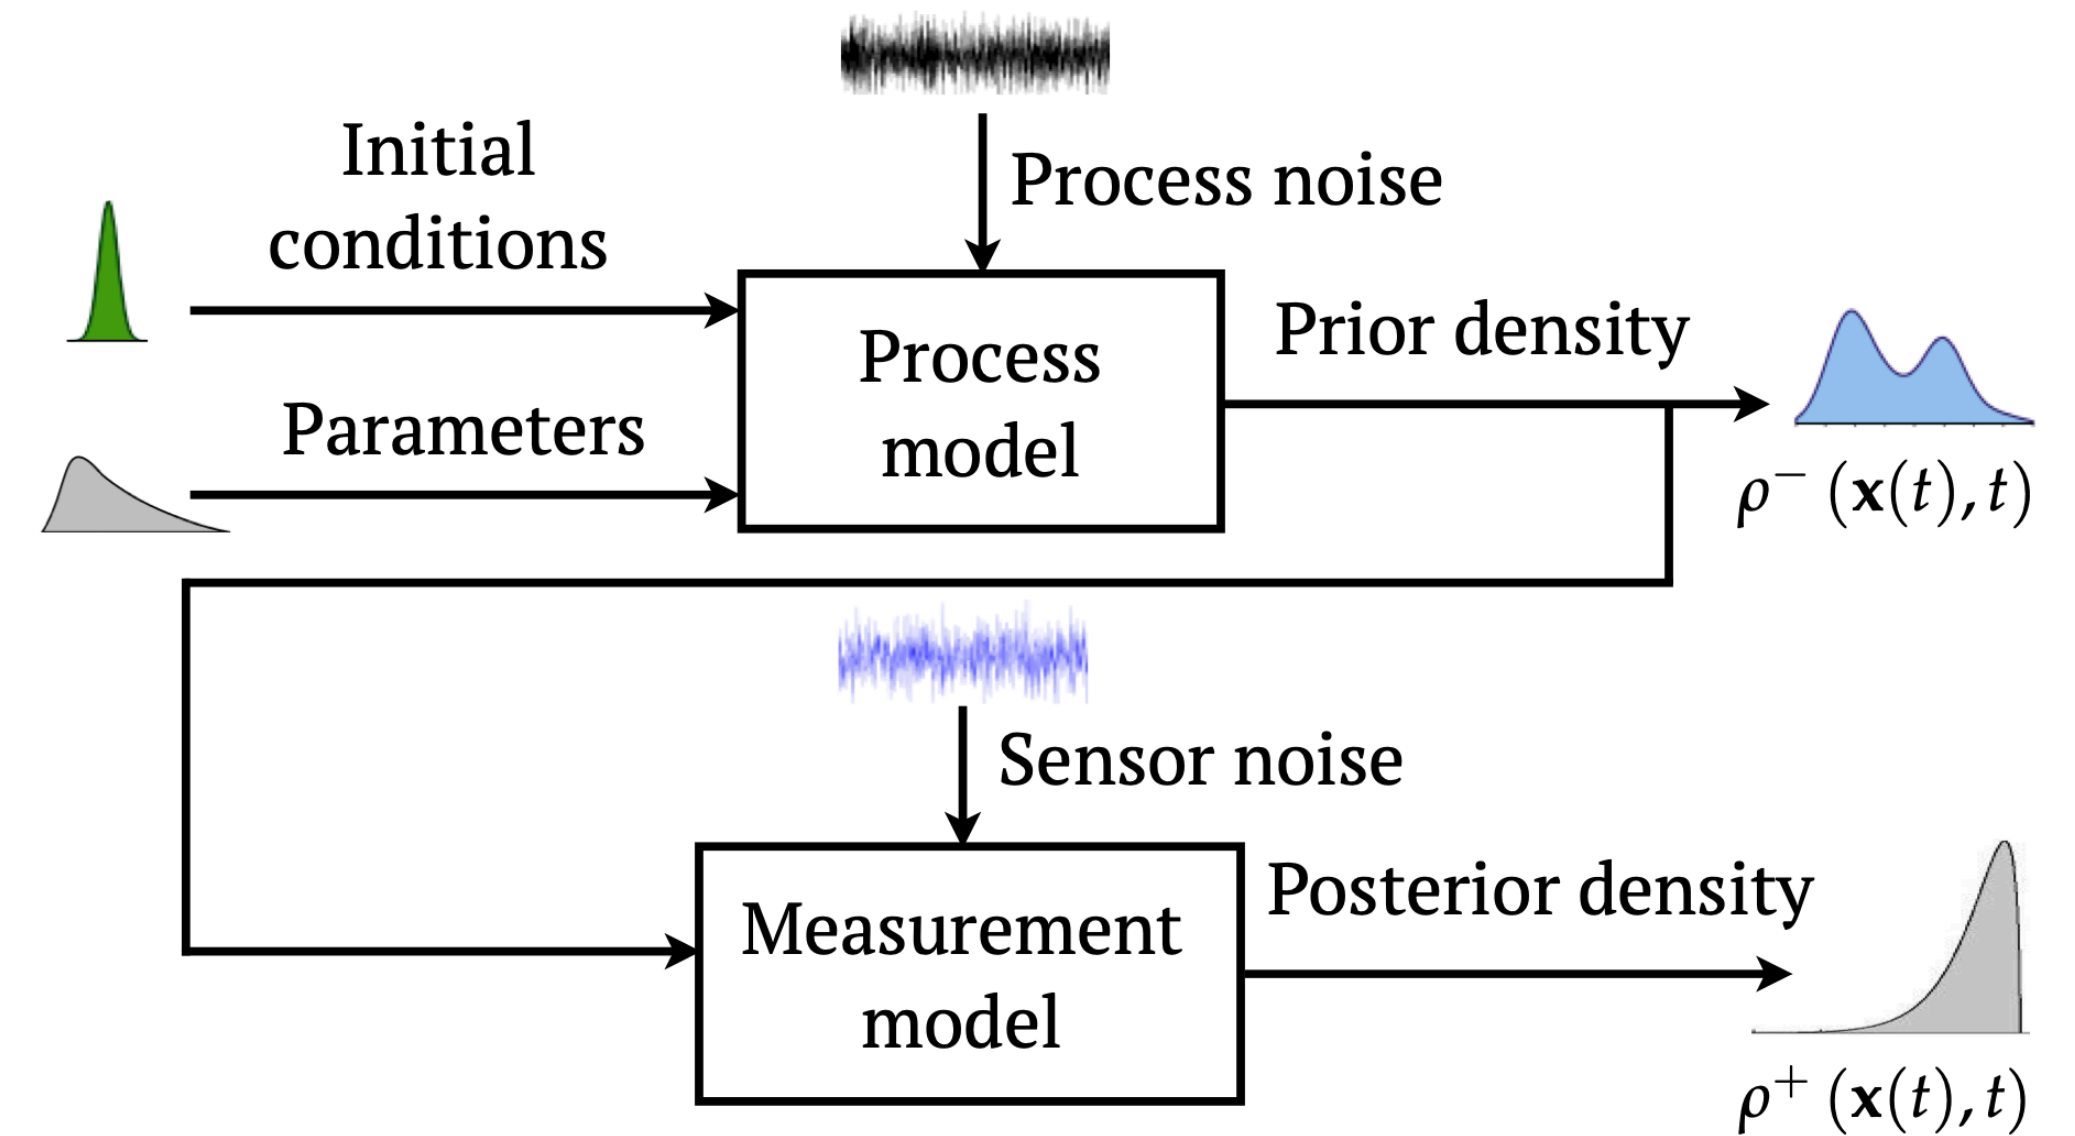 Process noise
Initial
conditions
Process
model
Prior density
Parameters
ρ⁻ (x(t), t)
Sensor noise
Measurement
model
Posterior density
ρ⁺ (x(t), t)